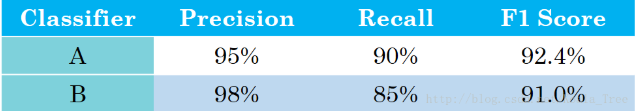 Classifier Precision Recall F1 Score
A 95% 90% 92.4%
B 98% 85% 91.0%